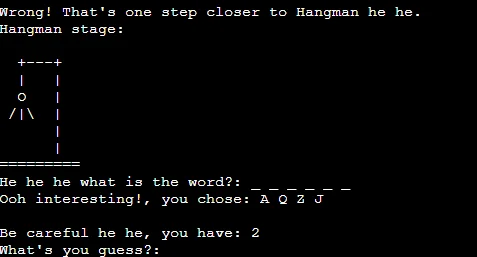 Wrong! That's one step closer to Hangman he he.
Hangman stage:
+---+
|   |
O   |
/|\  |
|
|
=========
He he he what is the word?: _ _ _ _ _ _
Ooh interesting!, you chose: A Q Z J
Be careful he he, you have: 2
What's you guess?: